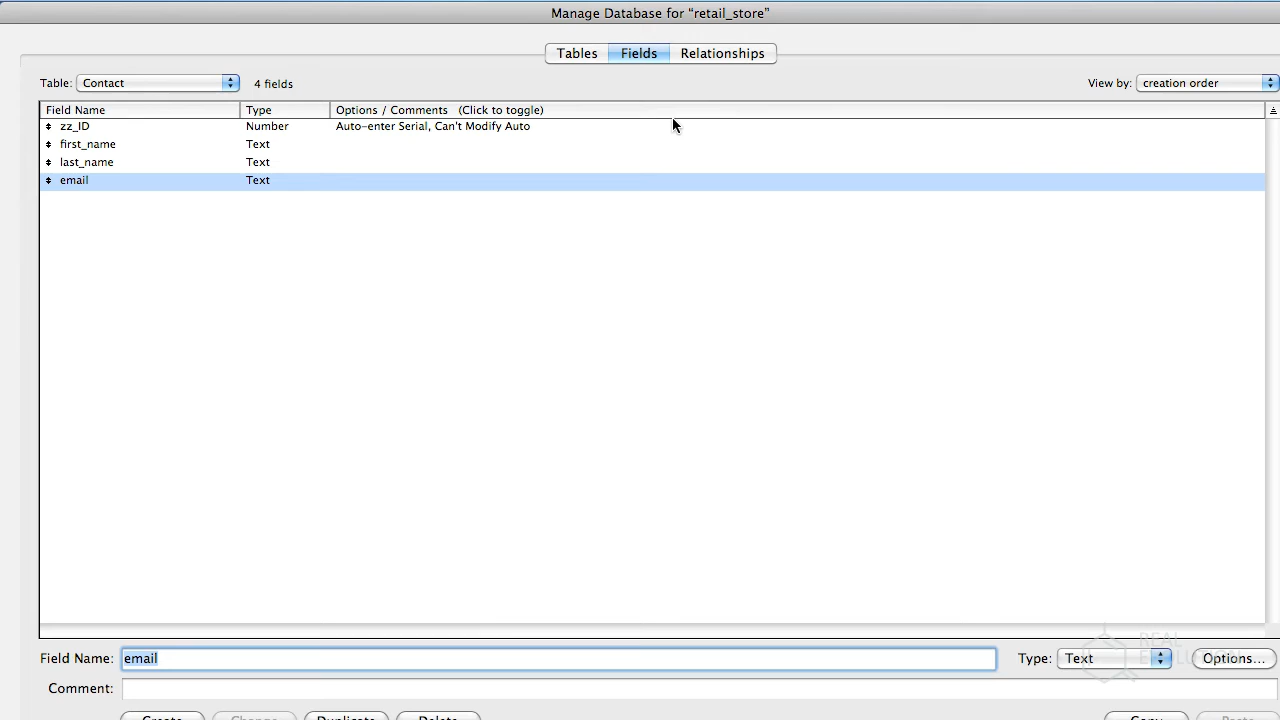 Manage Database for “retail_store”
Tables Fields Relationships
Table: Contact 4 fields View by: creation order
Field Name Type Options / Comments (Click to toggle)
zz_ID Number Auto-enter Serial, Can't Modify Auto
first_name Text
last_name Text
email Text
Field Name: email Type: Text Options...
Comment:
Create Change Duplicate Delete Copy Paste
REAL